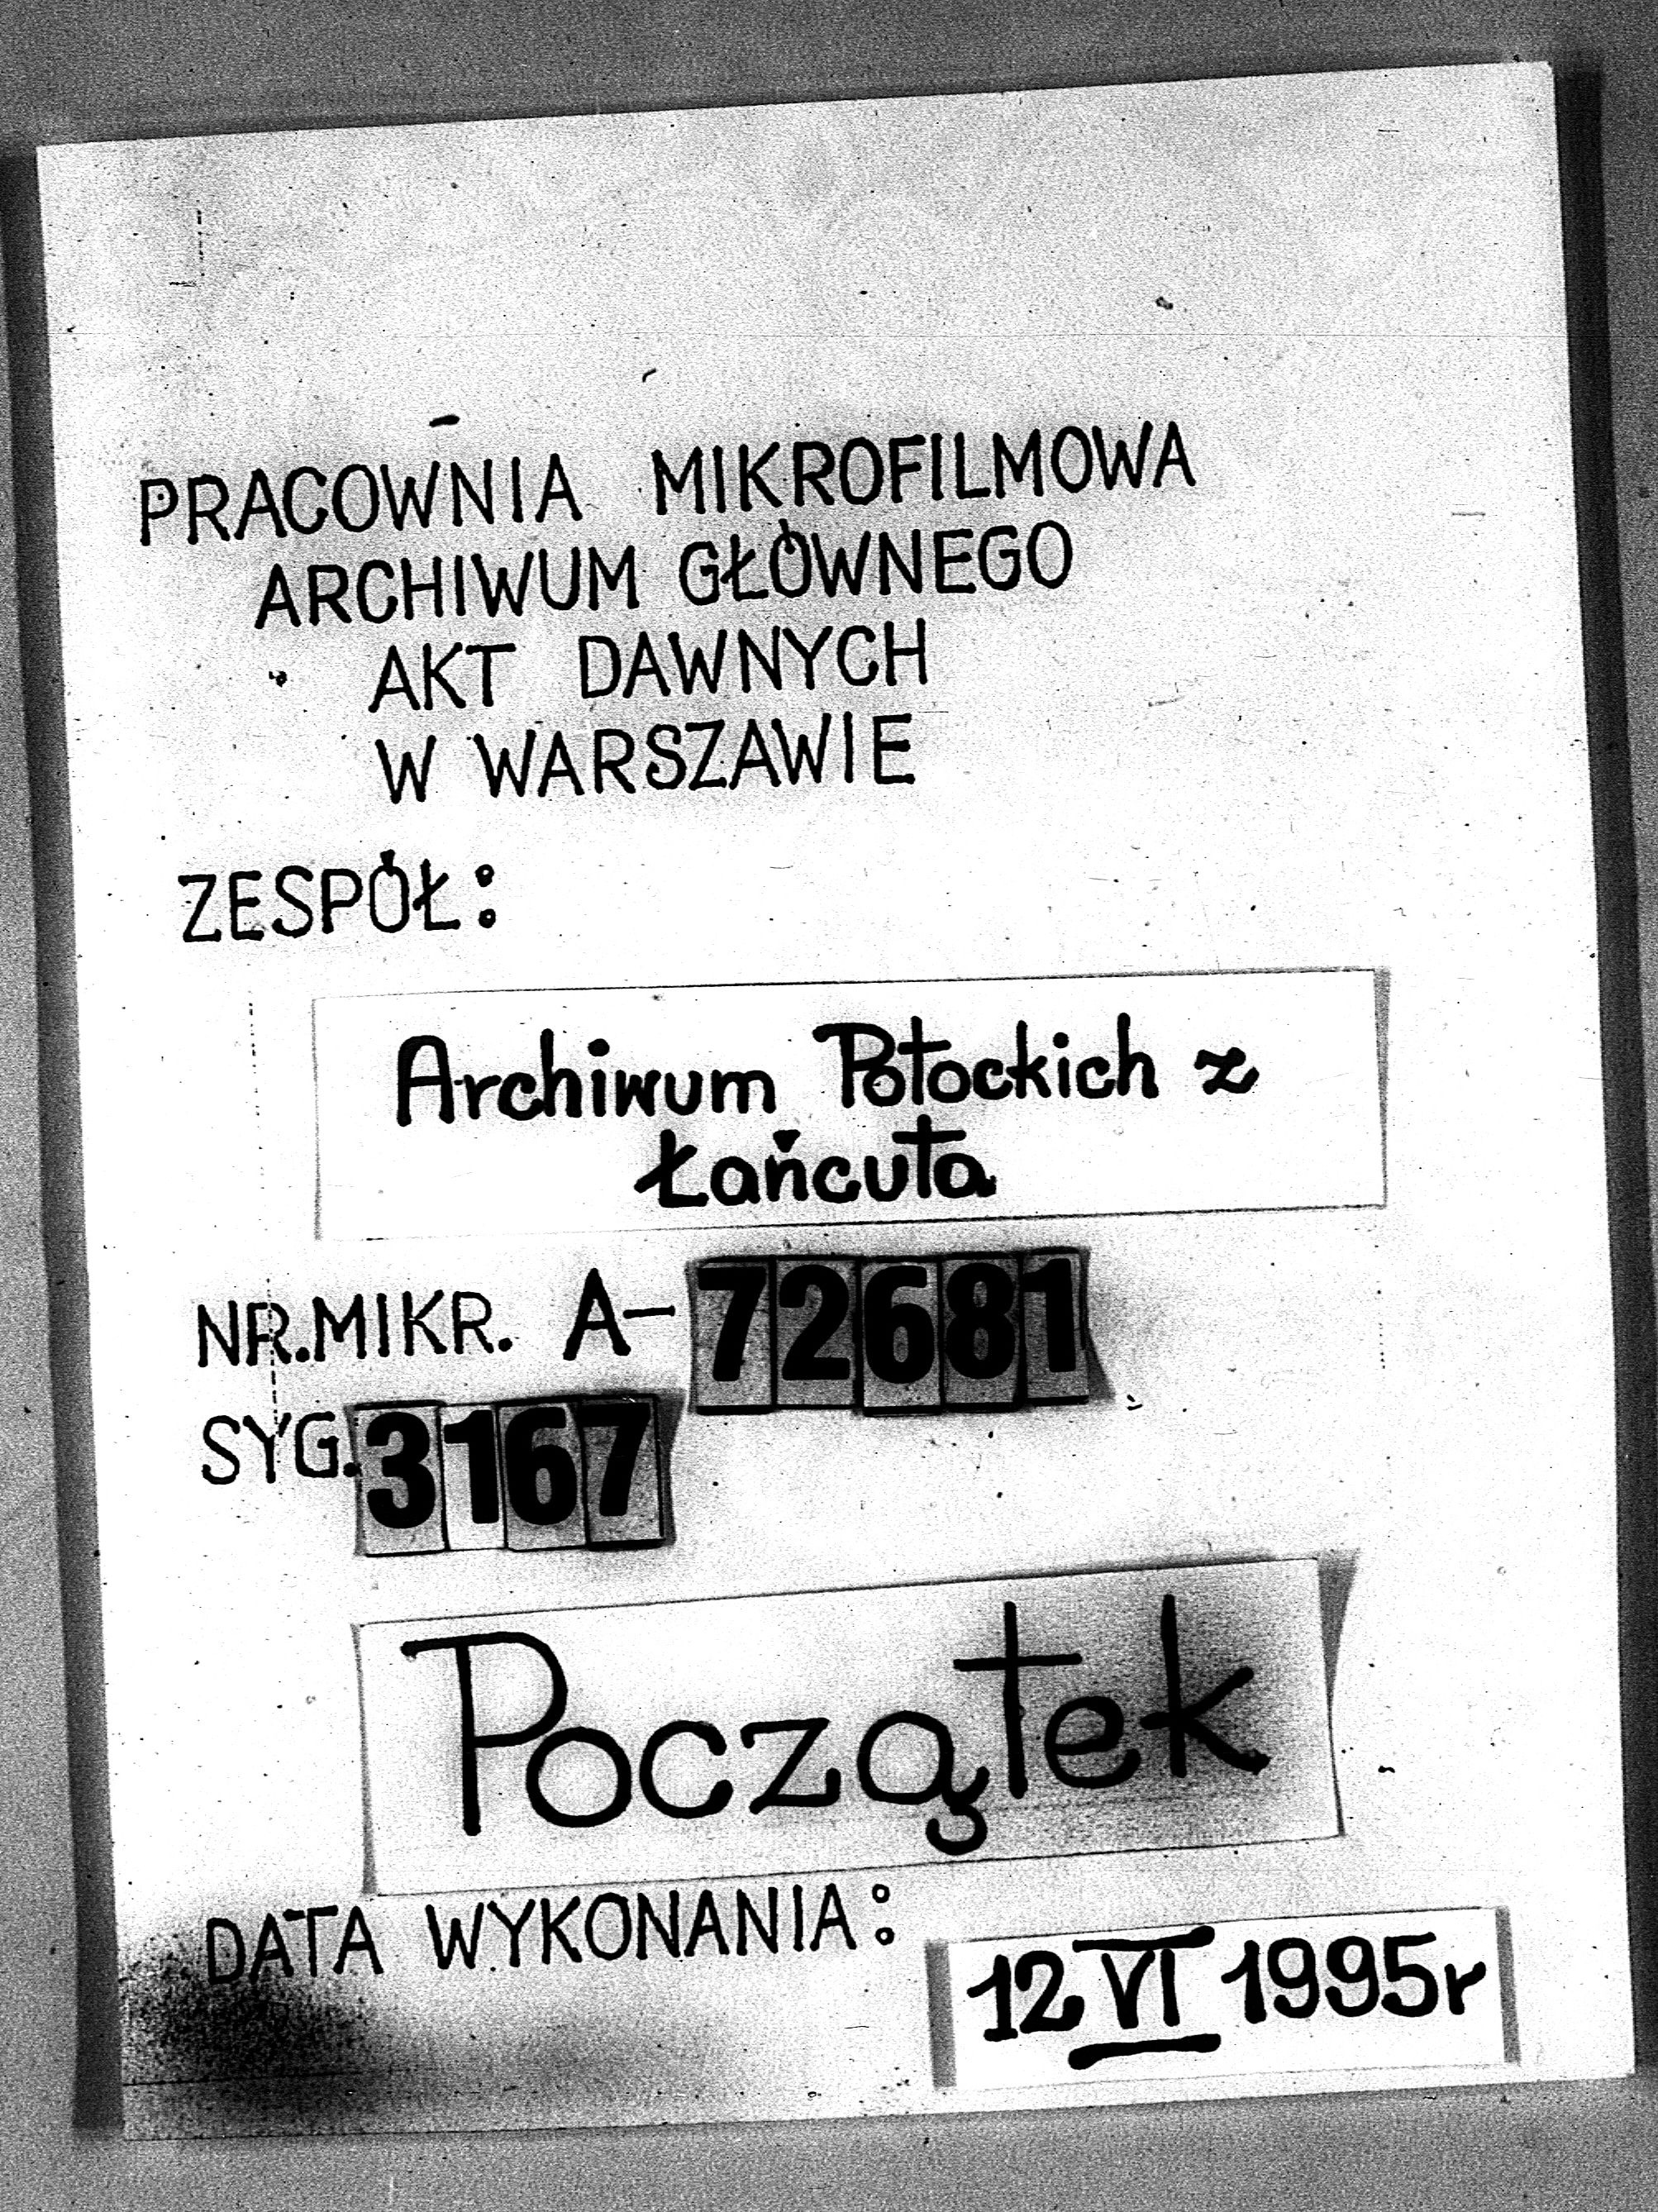 PRACOWNIA MIKROFILMOWA
ARCHIWUM GŁÓWNEGO
AKT DAWNYCH
W WARSZAWIE
ZESPÓŁ:
Archiwum Potockich z
Łańcuta
NR.MIKR. A-72681
SYG. 3167
Początek
DATA WYKONANIA:
12 VI 1995r